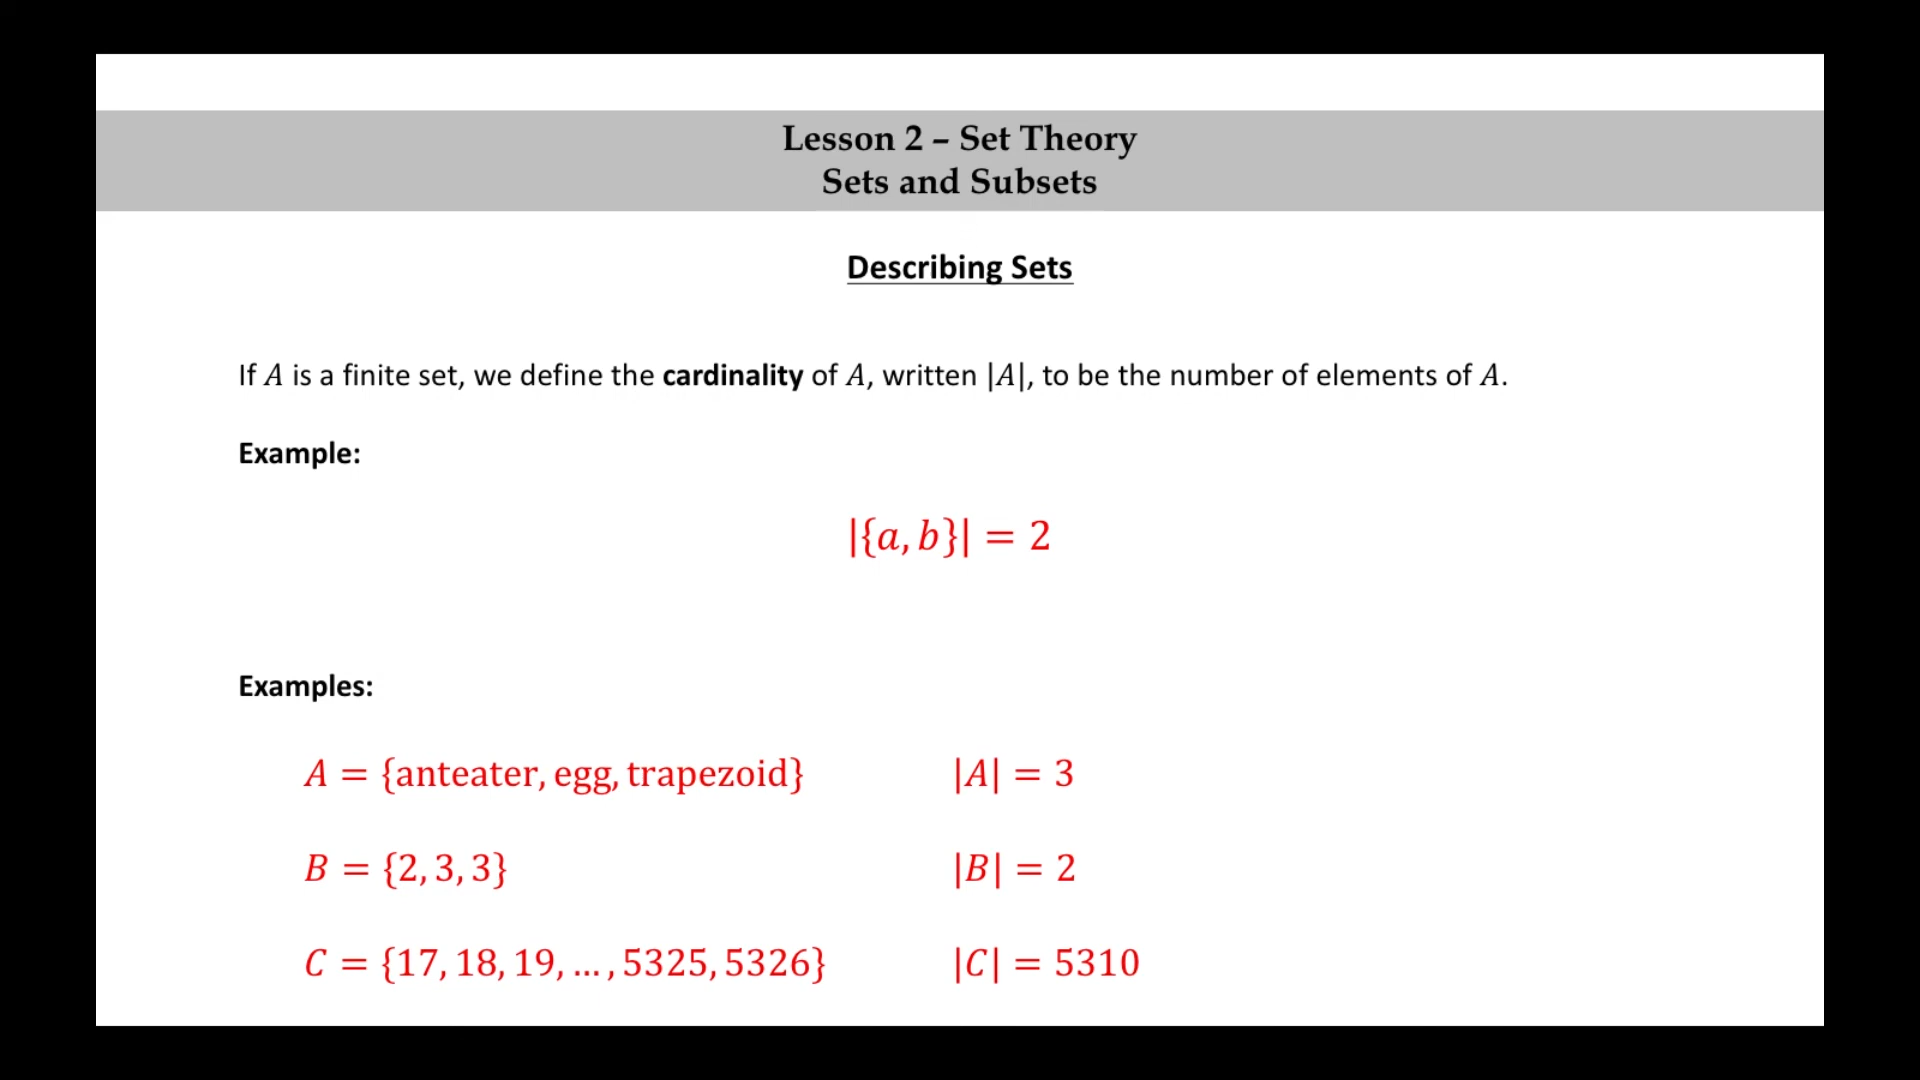 Lesson 2 – Set Theory
Sets and Subsets
Describing Sets
If A is a finite set, we define the cardinality of A, written |A|, to be the number of elements of A.
Example:
|{a, b}| = 2
Examples:
A = {anteater, egg, trapezoid} |A| = 3
B = {2, 3, 3} |B| = 2
C = {17, 18, 19, … , 5325, 5326} |C| = 5310